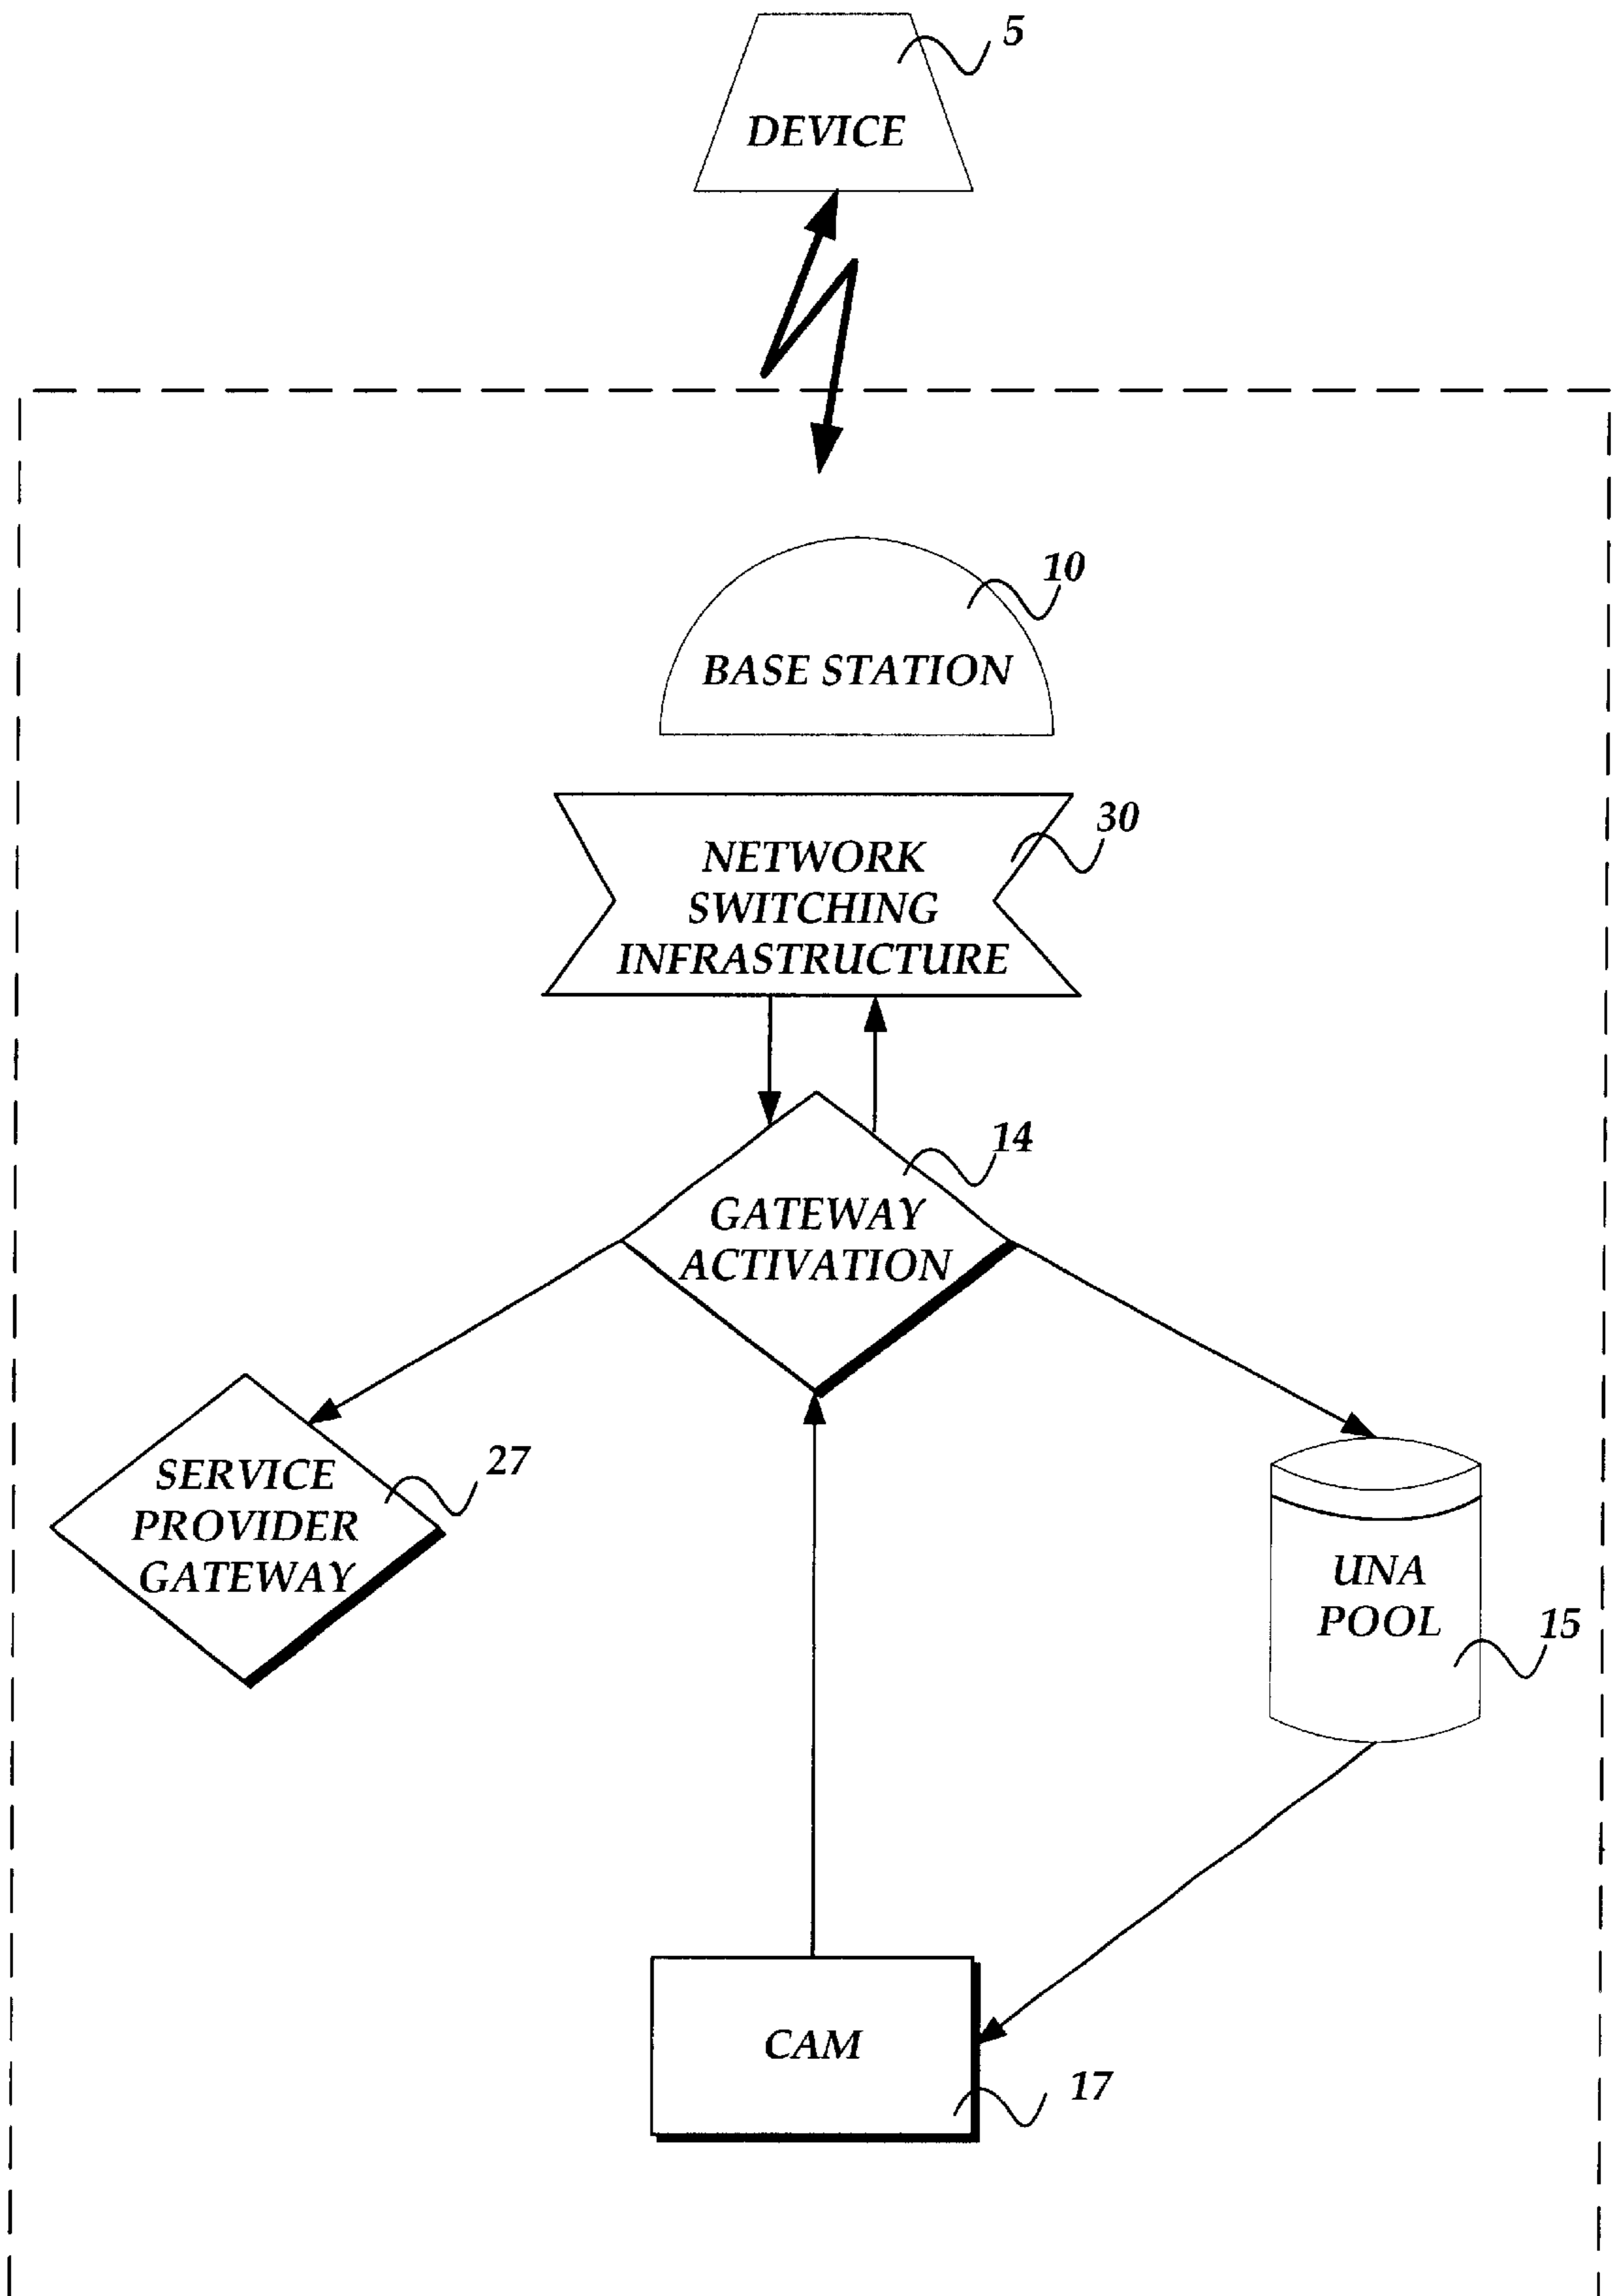 5
DEVICE
10
BASE STATION
30
NETWORK
SWITCHING
INFRASTRUCTURE
14
GATEWAY
ACTIVATION
27
SERVICE
PROVIDER
GATEWAY
UNA
POOL
15
CAM
17